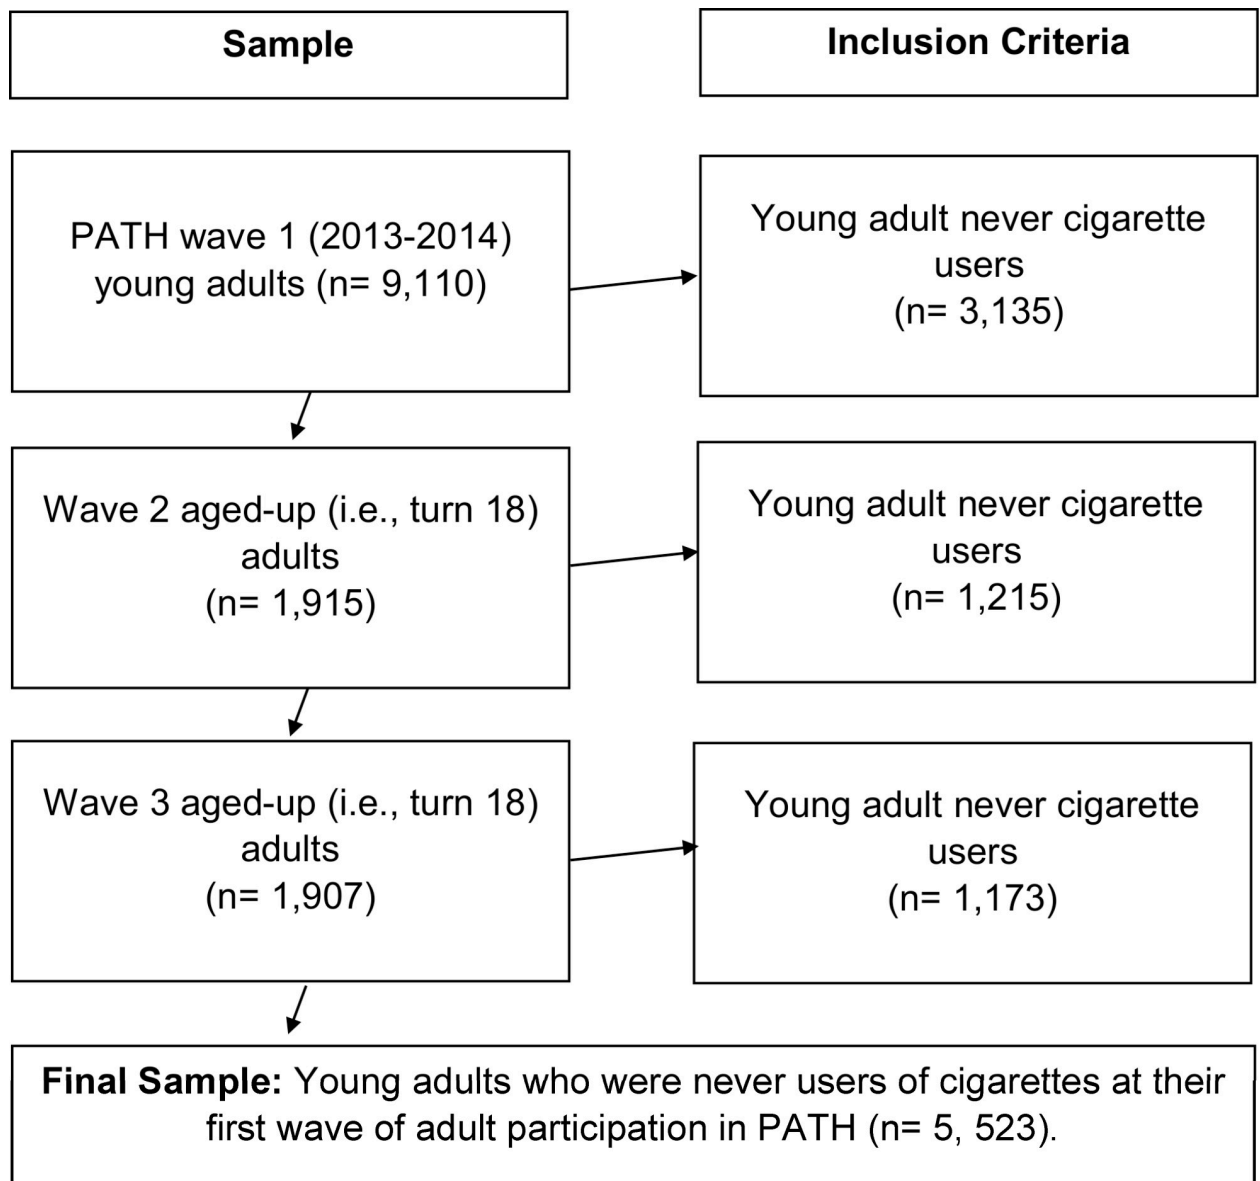 Sample
Inclusion Criteria
PATH wave 1 (2013-2014)
young adults (n= 9,110)
Young adult never cigarette
users
(n= 3,135)
Wave 2 aged-up (i.e., turn 18)
adults
(n= 1,915)
Young adult never cigarette
users
(n= 1,215)
Wave 3 aged-up (i.e., turn 18)
adults
(n= 1,907)
Young adult never cigarette
users
(n= 1,173)
Final Sample: Young adults who were never users of cigarettes at their
first wave of adult participation in PATH (n= 5, 523).